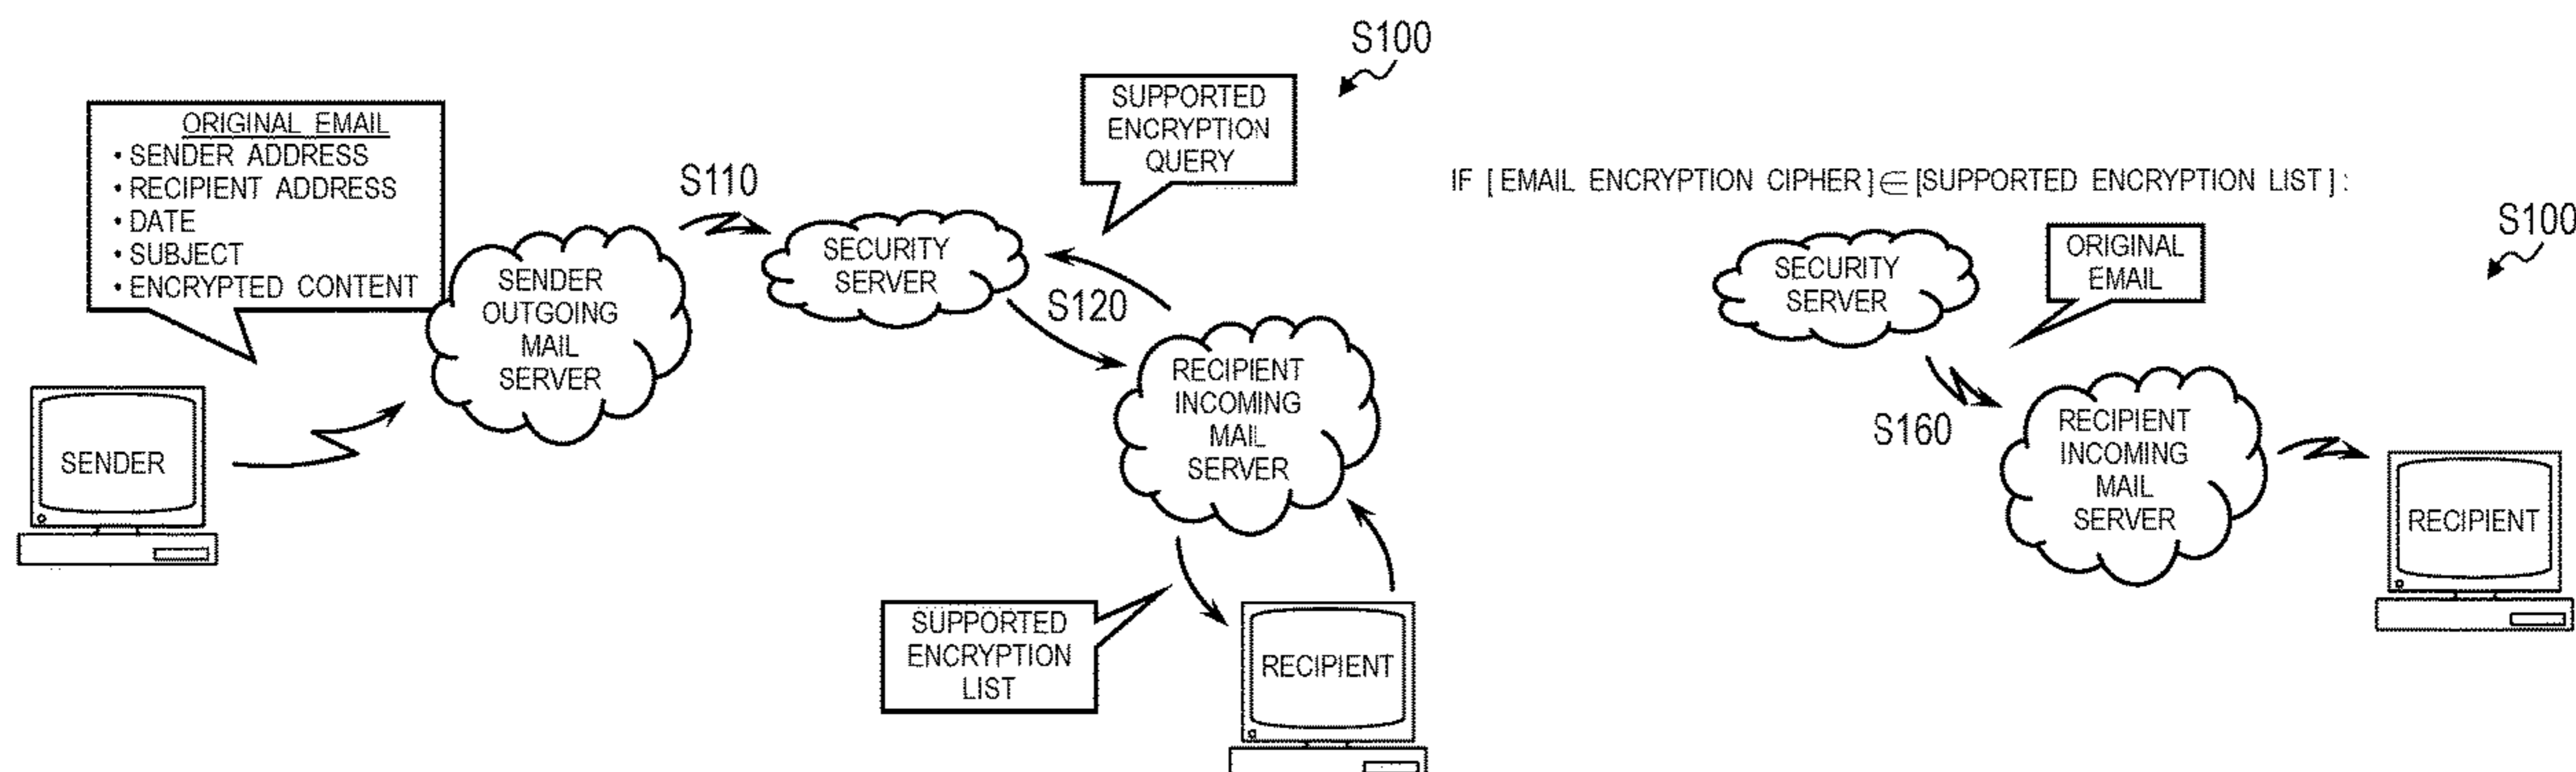 S100
ORIGINAL EMAIL
• SENDER ADDRESS
• RECIPIENT ADDRESS
• DATE
• SUBJECT
• ENCRYPTED CONTENT
SENDER
SENDER
OUTGOING
MAIL
SERVER
S110
SECURITY
SERVER
SUPPORTED
ENCRYPTION
QUERY
S120
RECIPIENT
INCOMING
MAIL
SERVER
SUPPORTED
ENCRYPTION
LIST
RECIPIENT
IF [EMAIL ENCRYPTION CIPHER]∈[SUPPORTED ENCRYPTION LIST]:
S100
SECURITY
SERVER
ORIGINAL
EMAIL
S160
RECIPIENT
INCOMING
MAIL
SERVER
RECIPIENT